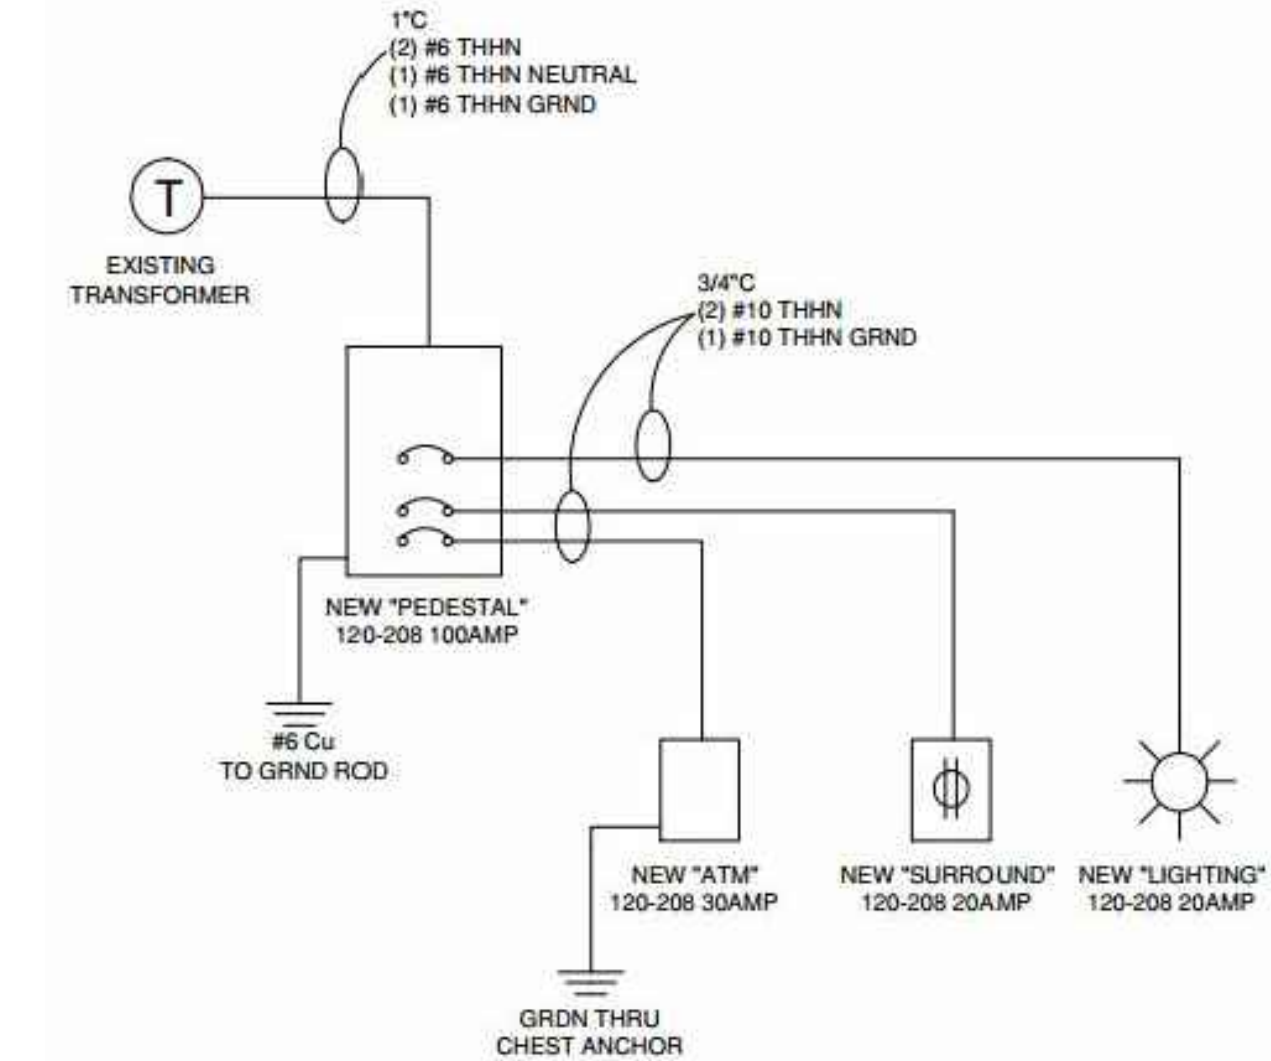 1"C
(2) #6 THHN
(1) #6 THHN NEUTRAL
(1) #6 THHN GRND
T
EXISTING
TRANSFORMER
3/4"C
(2) #10 THHN
(1) #10 THHN GRND
NEW "PEDESTAL"
120-208 100AMP
#6 Cu
TO GRND ROD
NEW "ATM"
120-208 30AMP
NEW "SURROUND"
120-208 20AMP
NEW "LIGHTING"
120-208 20AMP
GRDN THRU
CHEST ANCHOR